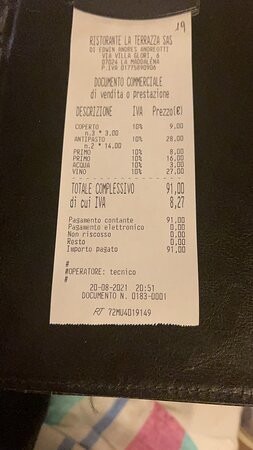 19
RISTORANTE LA TERRAZZA SAS
DI EDWIN ANDRES ANDREOTTI
VIA VILLA GLORI, 6
07024 LA MADDALENA
P.IVA 01775890906
DOCUMENTO COMMERCIALE
di vendita o prestazione
DESCRIZIONE IVA Prezzo(€)
COPERTO 10% 9,00
n.3 * 3,00
ANTIPASTO 10% 28,00
n.2 * 14,00
PRIMO 10% 8,00
PRIMO 10% 16,00
ACQUA 10% 3,00
VINO 10% 27,00
TOTALE COMPLESSIVO 91,00
di cui IVA 8,27
Pagamento contante 91,00
Pagamento elettronico 0,00
Non riscosso 0,00
Resto 0,00
Importo pagato 91,00
#
#OPERATORE: tecnico
#
20-08-2021 20:51
DOCUMENTO N. 0183-0001
RT 72MU4019149